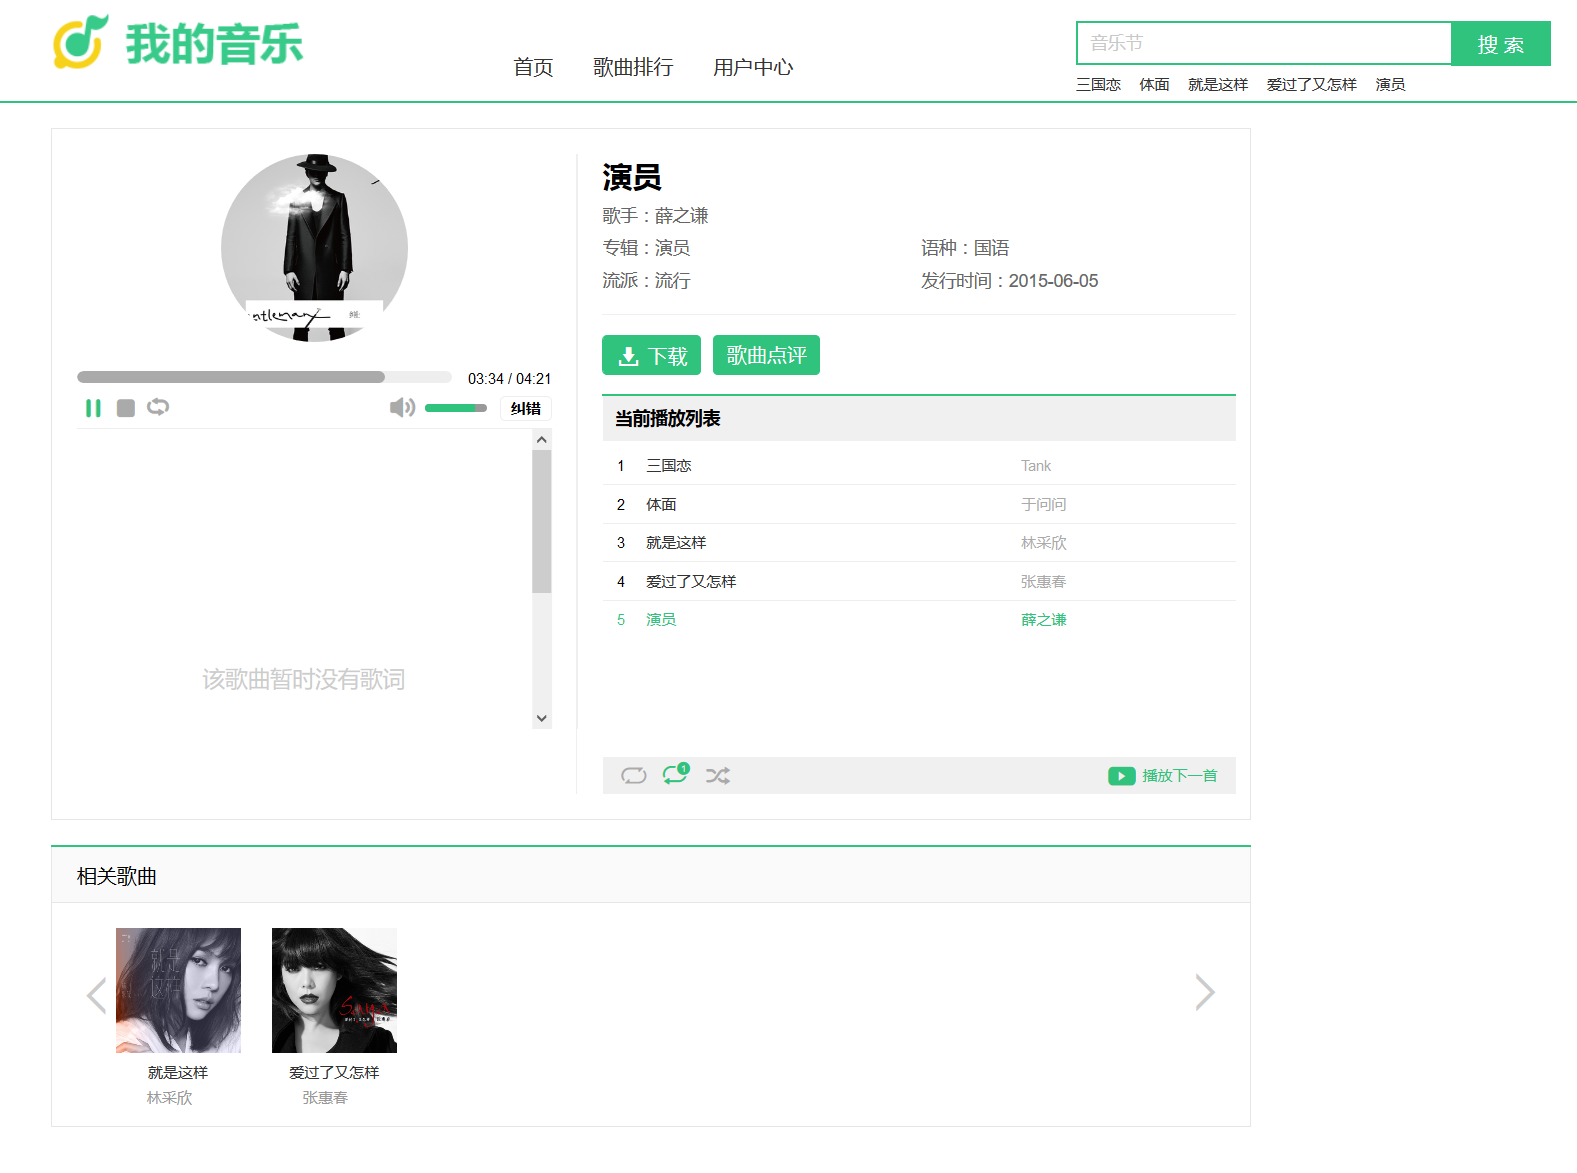 我的音乐
首页 歌曲排行 用户中心
音乐节 搜 索
三国恋 体面 就是这样 爱过了又怎样 演员
演员
歌手：薛之谦
专辑：演员 语种：国语
流派：流行 发行时间：2015-06-05
下载 歌曲点评
03:34 / 04:21
纠错
该歌曲暂时没有歌词
当前播放列表
1 三国恋 Tank
2 体面 于问问
3 就是这样 林采欣
4 爱过了又怎样 张惠春
5 演员 薛之谦
1 播放下一首
相关歌曲
就是这样
就是这样 爱过了又怎样
林采欣 张惠春